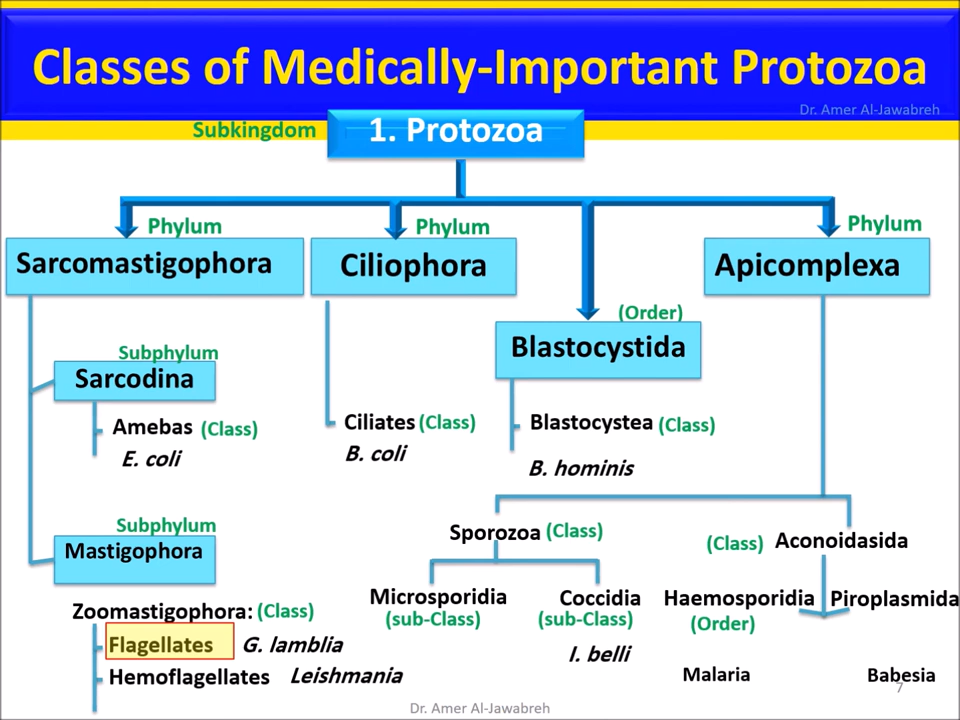 Classes of Medically-Important Protozoa
Dr. Amer Al-Jawabreh
Subkingdom
1. Protozoa
Phylum
Sarcomastigophora
Phylum
Ciliophora
Phylum
Apicomplexa
(Order)
Blastocystida
Subphylum
Sarcodina
Amebas (Class)
E. coli
Ciliates (Class)
B. coli
Blastocystea (Class)
B. hominis
Subphylum
Mastigophora
Zoomastigophora: (Class)
Flagellates G. lamblia
Hemoflagellates Leishmania
Sporozoa (Class)
(Class) Aconoidasida
Microsporidia
(sub-Class)
Coccidia
(sub-Class)
I. belli
Haemosporidia
(Order)
Piroplasmida
Malaria
Babesia
7
Dr. Amer Al-Jawabreh